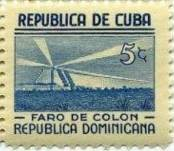 REPUBLICA DE CUBA
5¢
FARO DE COLON
REPUBLICA DOMINICANA